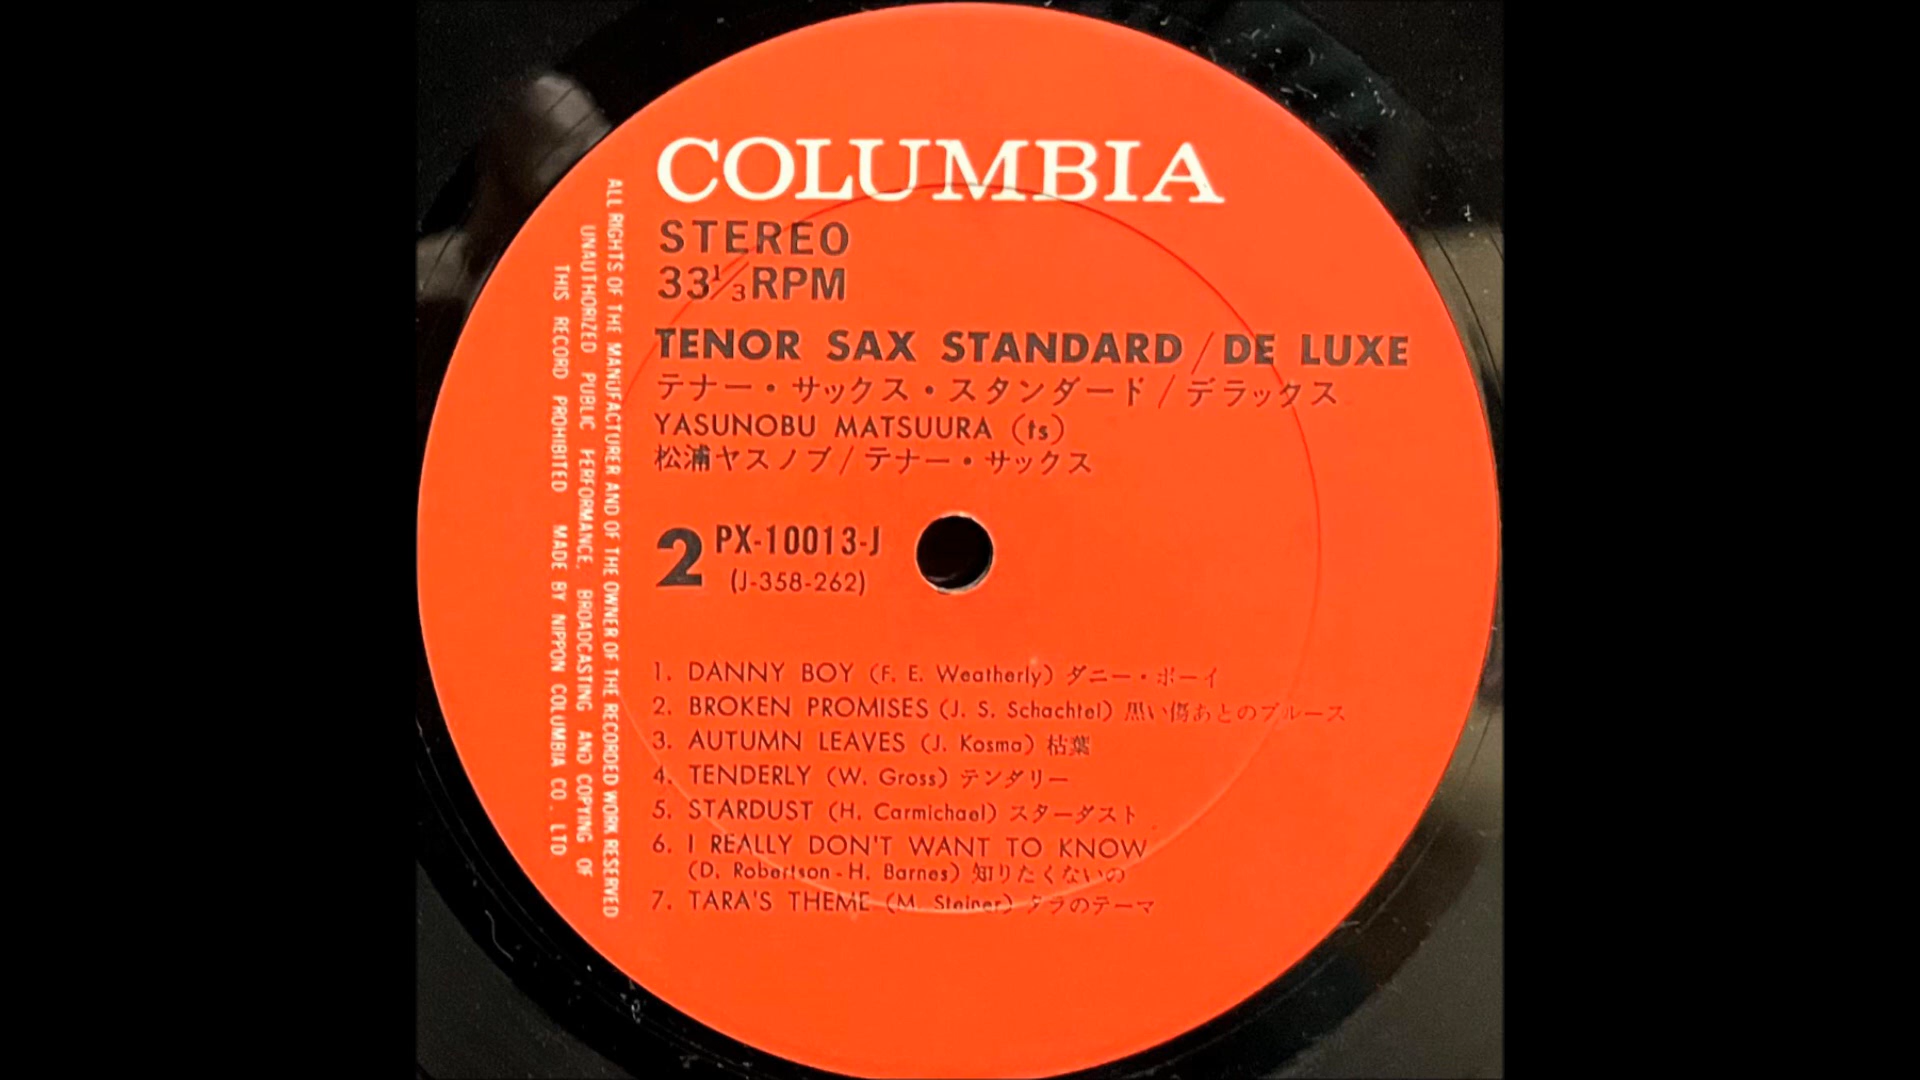 COLUMBIA
STEREO
33 1/3 RPM
TENOR SAX STANDARD / DE LUXE
テナー・サックス・スタンダード / デラックス
YASUNOBU MATSUURA (ts)
松浦ヤスノブ / テナー・サックス
2 PX-10013-J
(J-358-262)
1. DANNY BOY (F. E. Weatherly) ダニー・ボーイ
2. BROKEN PROMISES (J. S. Schachtel) 黒い傷あとのブルース
3. AUTUMN LEAVES (J. Kosma) 枯葉
4. TENDERLY (W. Gross) テンダリー
5. STARDUST (H. Carmichael) スターダスト
6. I REALLY DON'T WANT TO KNOW
(D. Robertson - H. Barnes) 知りたくないの
7. TARA'S THEME (M. Steiner) タラのテーマ
ALL RIGHTS OF THE MANUFACTURER AND OF THE OWNER OF THE RECORDED WORK RESERVED
UNAUTHORIZED PUBLIC PERFORMANCE, BROADCASTING AND COPYING OF
THIS RECORD PROHIBITED MADE BY NIPPON COLUMBIA CO., LTD